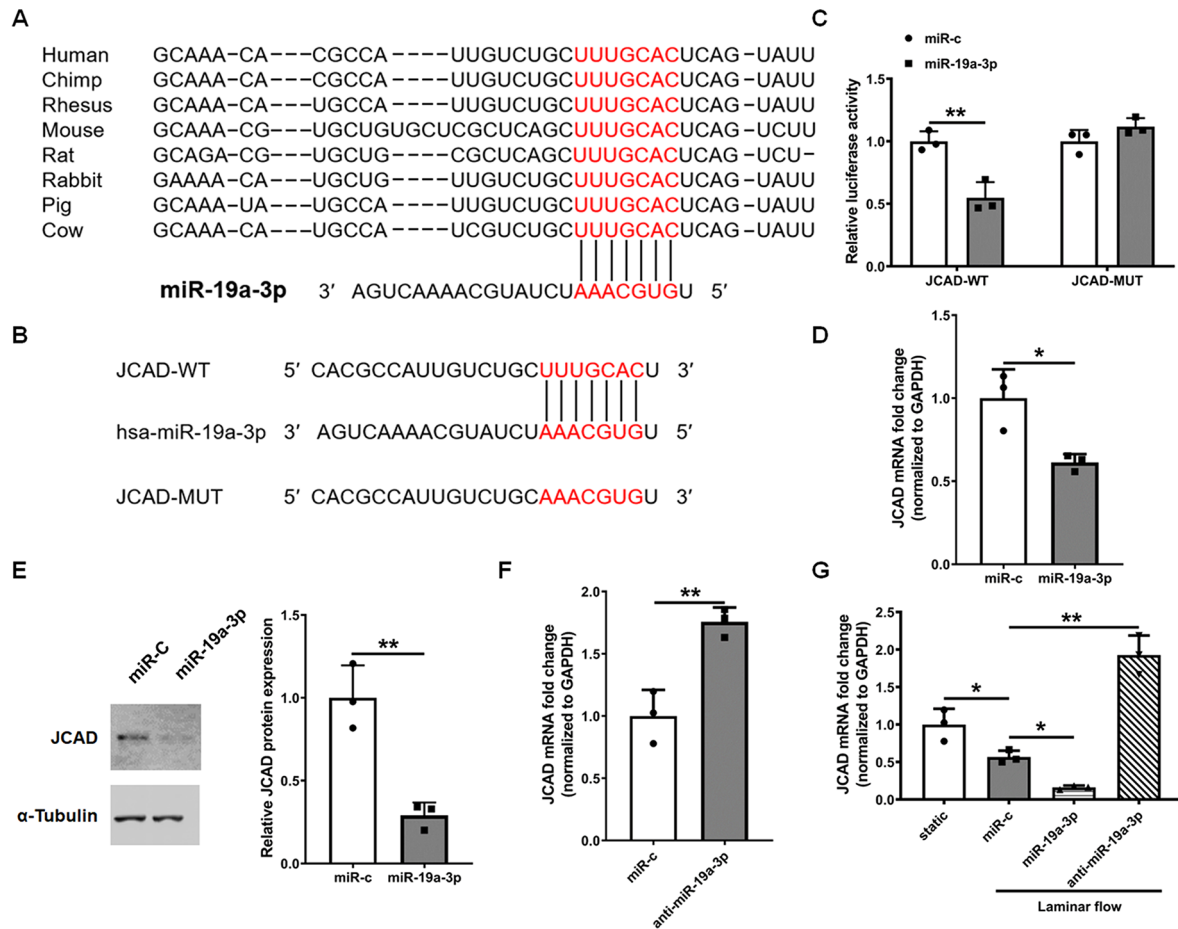 A
Human GCAAA-CA---CGCCA----UUGUCUGCUUUGCACUCAG-UAUU
Chimp GCAAA-CA---CGCCA----UUGUCUGCUUUGCACUCAG-UAUU
Rhesus GCAAA-CA---UGCCA----UUGUCUGCUUUGCACUCAG-UAUU
Mouse GCAAA-CG---UGCUGUGCUCGCUCAGCUUUGCACUCAG-UCUU
Rat GCAGA-CG---UGCUG----CGCUCAGCUUUGCACUCAG-UCU-
Rabbit GAAAA-CA---UGCUG----UUGUCUGCUUUGCACUCAG-UAUU
Pig GCAAA-UA---UGCCA----UUGUCUGCUUUGCACUCAG-UAUU
Cow GCAAA-CA---UGCCA----UCGUCUGCUUUGCACUCAG-UAUU
miR-19a-3p 3′ AGUCAAAACGUAUCUAAACGUGU 5′
B
JCAD-WT 5′ CACGCCAUUGUCUGCUUUGCACU 3′
hsa-miR-19a-3p 3′ AGUCAAAACGUAUCUAAACGUGU 5′
JCAD-MUT 5′ CACGCCAUUGUCUGCAAACGUGU 3′
C
miR-c
miR-19a-3p
Relative luciferase activity
1.5
1.0
0.5
0.0
**
JCAD-WT JCAD-MUT
D
JCAD mRNA fold change
(normalized to GAPDH)
1.5
1.0
0.5
0.0
*
miR-c miR-19a-3p
E
miR-C miR-19a-3p
JCAD
α-Tubulin
Relative JCAD protein expression
1.5
1.0
0.5
0.0
**
miR-c miR-19a-3p
F
JCAD mRNA fold change
(normalized to GAPDH)
2.0
1.5
1.0
0.5
0.0
**
miR-c anti-miR-19a-3p
G
JCAD mRNA fold change
(normalized to GAPDH)
2.5
2.0
1.5
1.0
0.5
0.0
**
*
*
static miR-c miR-19a-3p anti-miR-19a-3p
Laminar flow